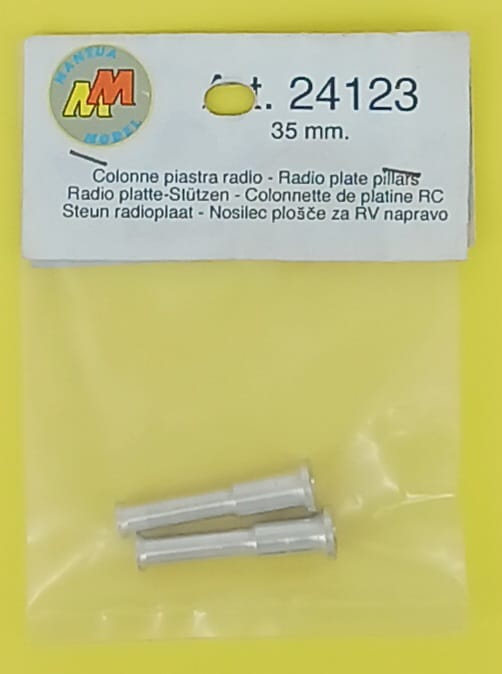 MANTUA
MM
MODEL
Art. 24123
35 mm.
Colonne piastra radio - Radio plate pillars
Radio platte-Stützen - Colonnette de platine RC
Steun radioplaat - Nosilec plošče za RV napravo